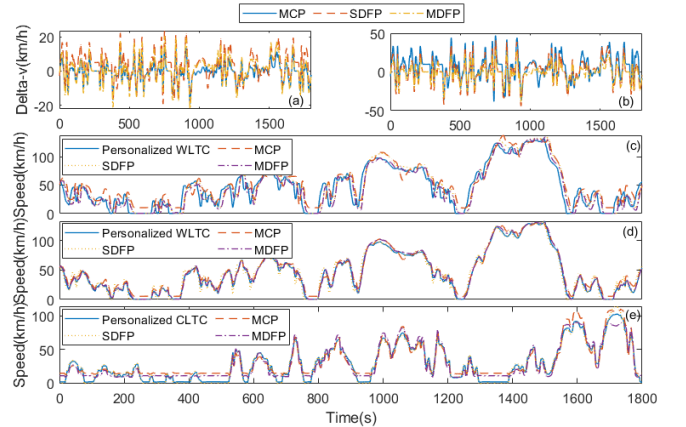 MCP SDFP MDFP
Delta-v(km/h)
20
0
-20
(a)
0 500 1000 1500
50
0
-50
(b)
0 500 1000 1500
Speed(km/h)
100
50
0
Personalized WLTC MCP
SDFP MDFP
(c)
Speed(km/h)
100
50
0
Personalized WLTC MCP
SDFP MDFP
(d)
Speed(km/h)
100
50
0
Personalized CLTC MCP
SDFP MDFP
(e)
0 200 400 600 800 1000 1200 1400 1600 1800
Time(s)